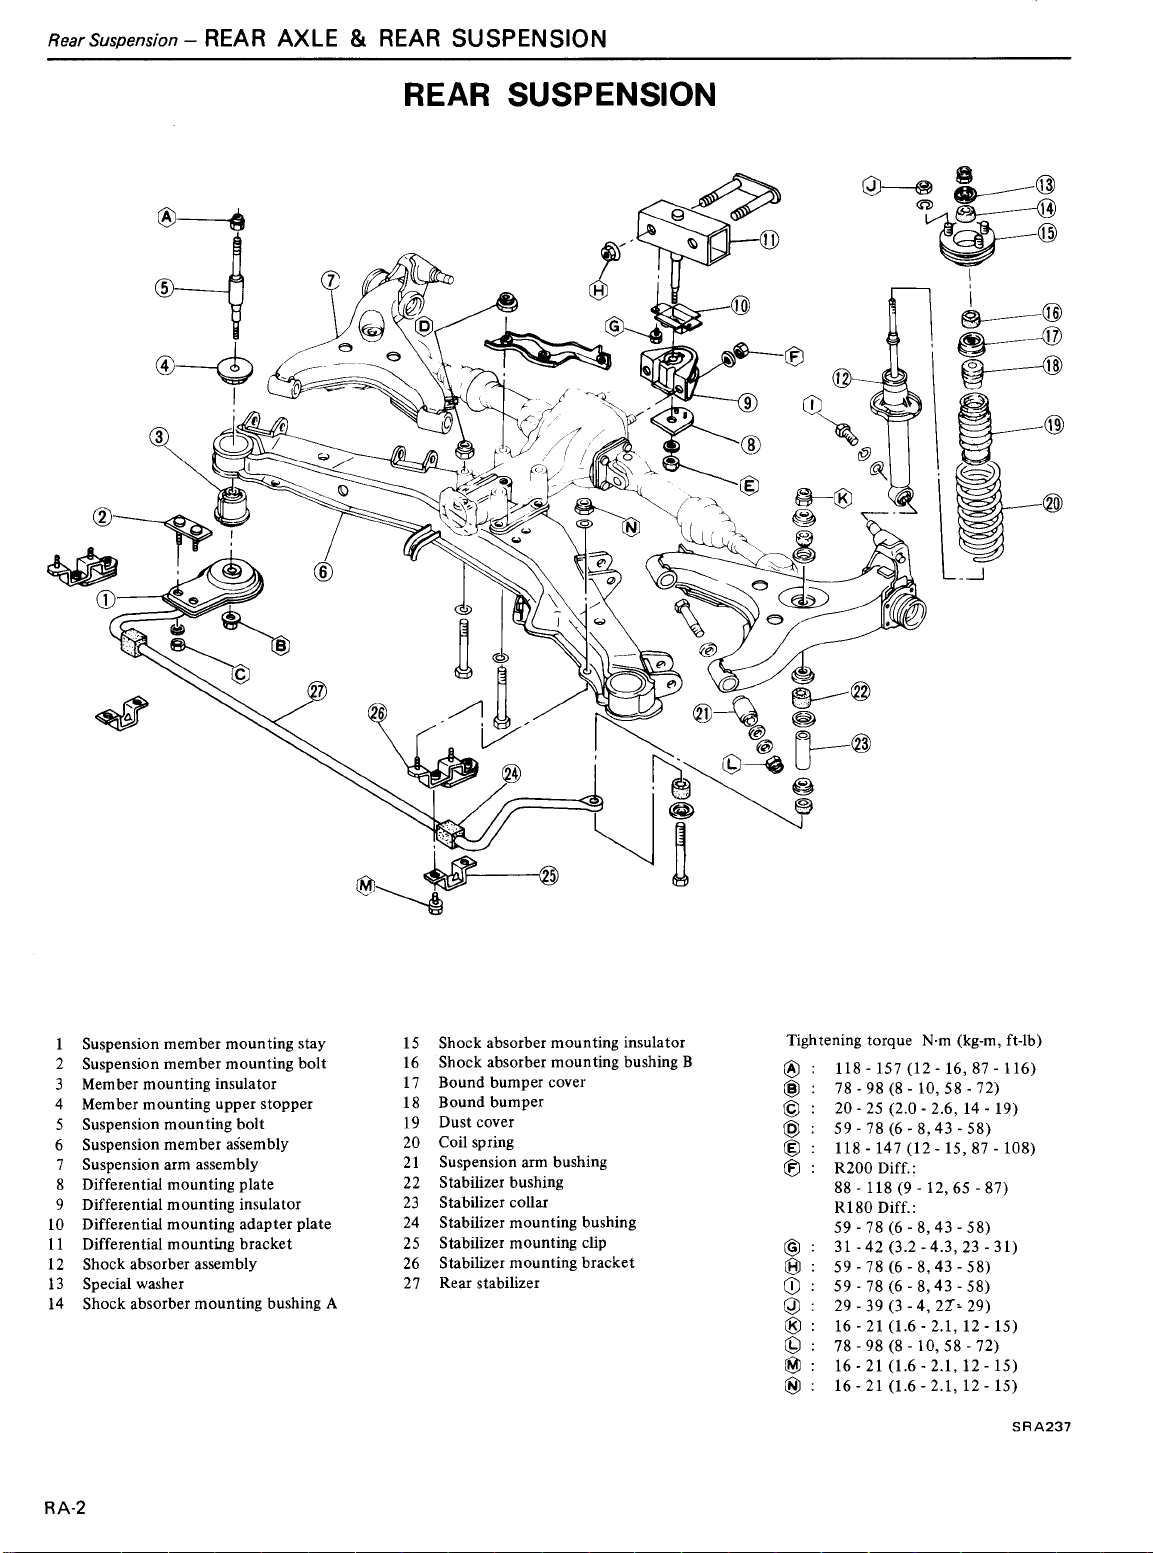 Rear Suspension – REAR AXLE & REAR SUSPENSION
REAR SUSPENSION
J
13
14
15
A
11
5
7
H
10
16
D
G
17
4
F
12
18
I
9
3
19
8
E
K
2
N
20
6
1
B
C
27
26
21
22
23
L
24
M
25
1 Suspension member mounting stay
2 Suspension member mounting bolt
3 Member mounting insulator
4 Member mounting upper stopper
5 Suspension mounting bolt
6 Suspension member assembly
7 Suspension arm assembly
8 Differential mounting plate
9 Differential mounting insulator
10 Differential mounting adapter plate
11 Differential mounting bracket
12 Shock absorber assembly
13 Special washer
14 Shock absorber mounting bushing A
15 Shock absorber mounting insulator
16 Shock absorber mounting bushing B
17 Bound bumper cover
18 Bound bumper
19 Dust cover
20 Coil spring
21 Suspension arm bushing
22 Stabilizer bushing
23 Stabilizer collar
24 Stabilizer mounting bushing
25 Stabilizer mounting clip
26 Stabilizer mounting bracket
27 Rear stabilizer
Tightening torque N·m (kg-m, ft-lb)
A : 118 - 157 (12 - 16, 87 - 116)
B : 78 - 98 (8 - 10, 58 - 72)
C : 20 - 25 (2.0 - 2.6, 14 - 19)
D : 59 - 78 (6 - 8, 43 - 58)
E : 118 - 147 (12 - 15, 87 - 108)
F : R200 Diff.:
88 - 118 (9 - 12, 65 - 87)
R180 Diff.:
59 - 78 (6 - 8, 43 - 58)
G : 31 - 42 (3.2 - 4.3, 23 - 31)
H : 59 - 78 (6 - 8, 43 - 58)
I : 59 - 78 (6 - 8, 43 - 58)
J : 29 - 39 (3 - 4, - 29)
K : 16 - 21 (1.6 - 2.1, 12 - 15)
L : 78 - 98 (8 - 10, 58 - 72)
M : 16 - 21 (1.6 - 2.1, 12 - 15)
N : 16 - 21 (1.6 - 2.1, 12 - 15)
SRA237
RA-2